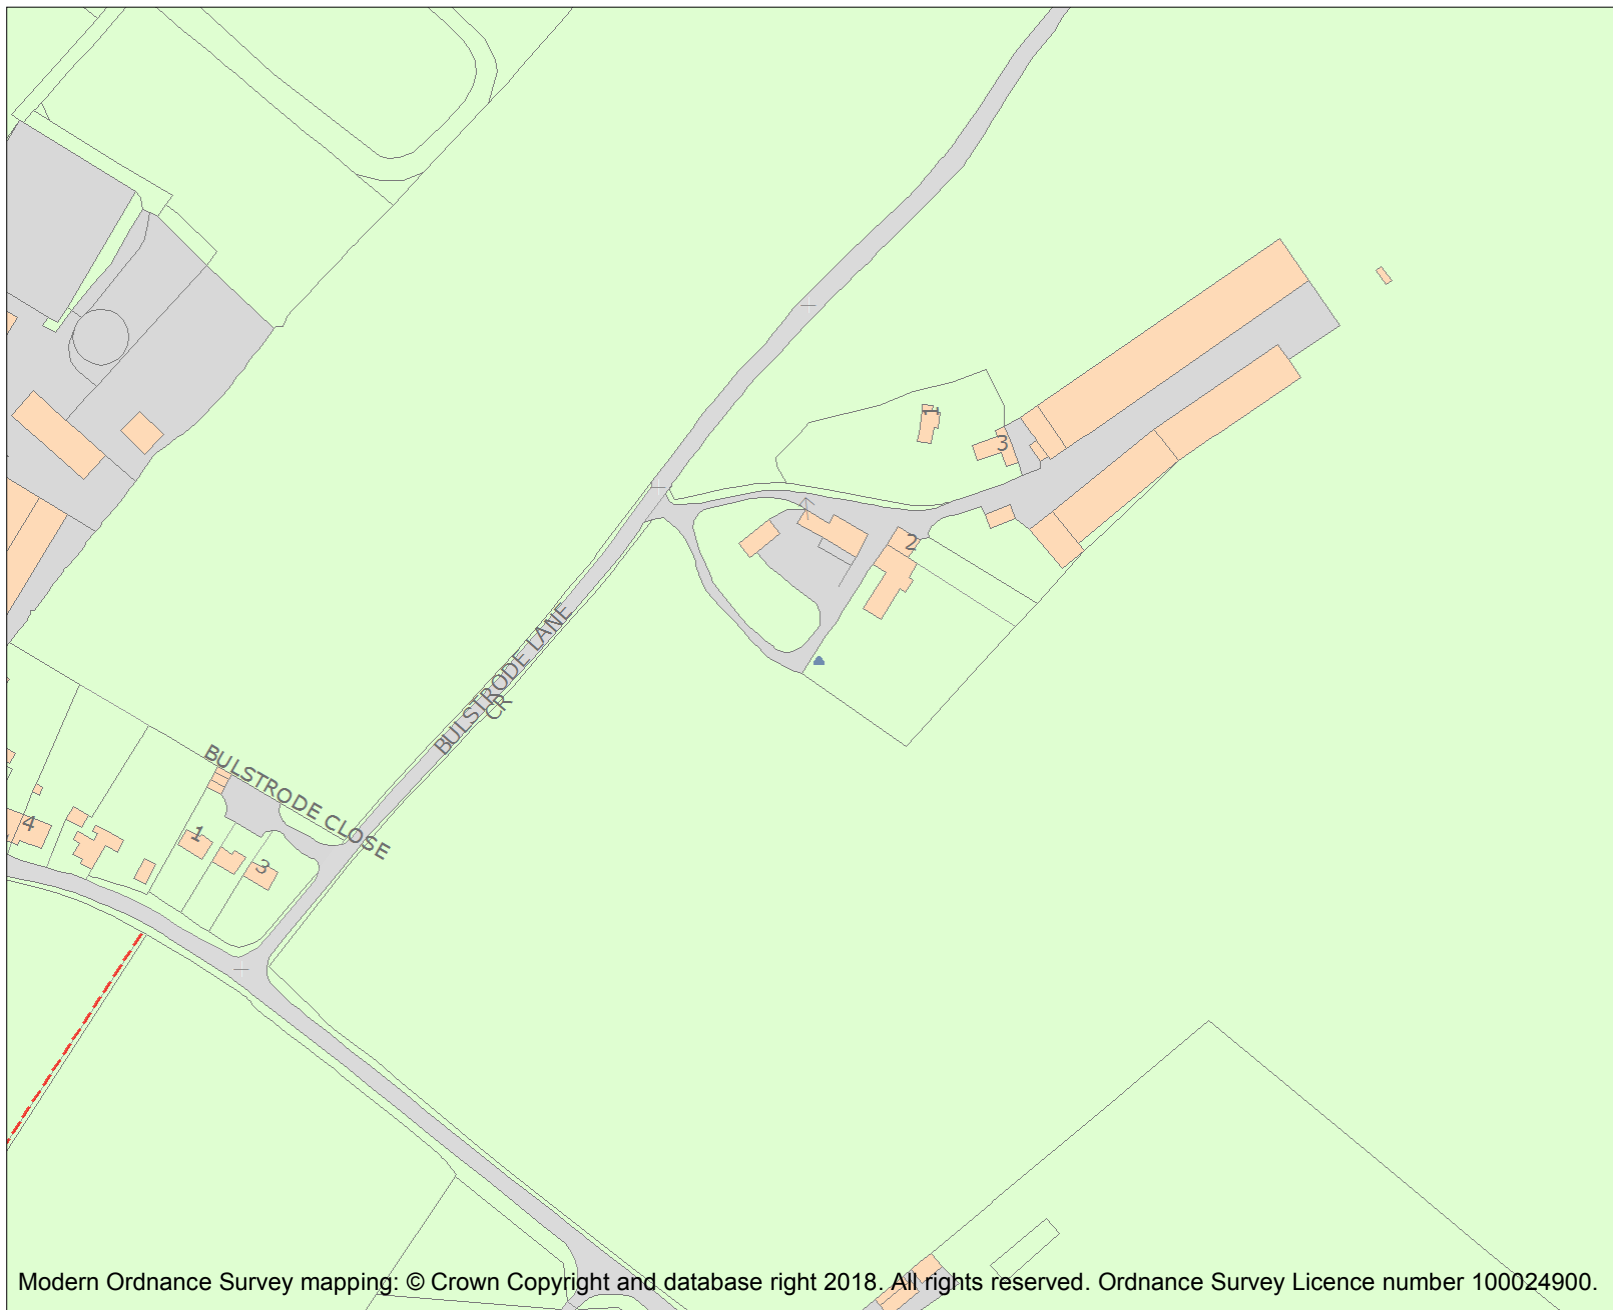 1
3
2
BULSTRODE LANE
CR
BULSTRODE CLOSE
4
1
3
Modern Ordnance Survey mapping: © Crown Copyright and database right 2018. All rights reserved. Ordnance Survey Licence number 100024900.